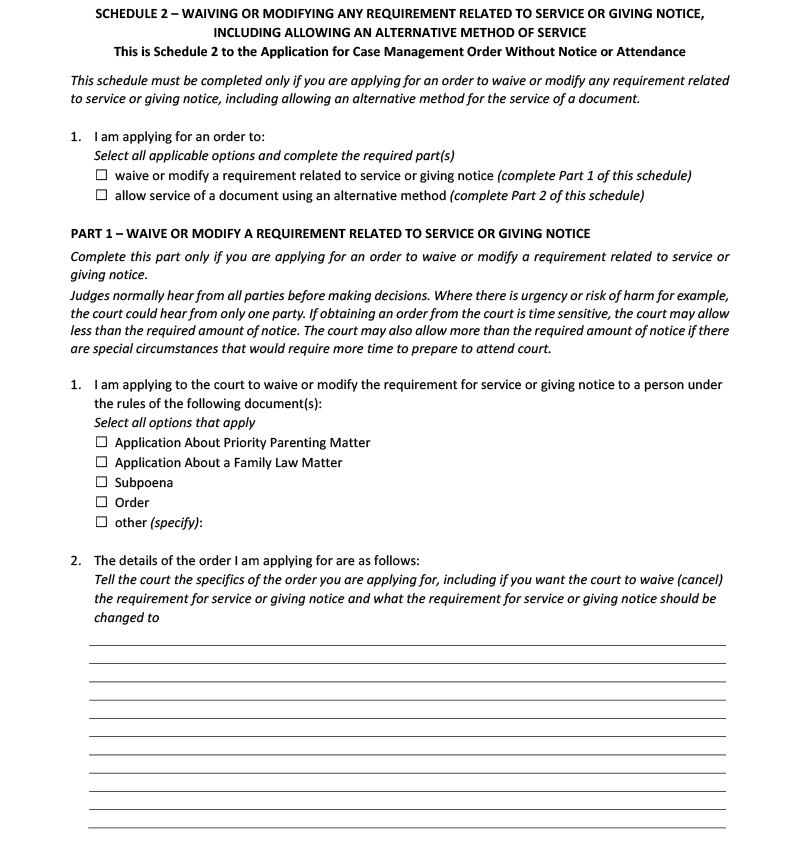 SCHEDULE 2 – WAIVING OR MODIFYING ANY REQUIREMENT RELATED TO SERVICE OR GIVING NOTICE,
INCLUDING ALLOWING AN ALTERNATIVE METHOD OF SERVICE
This is Schedule 2 to the Application for Case Management Order Without Notice or Attendance
This schedule must be completed only if you are applying for an order to waive or modify any requirement related
to service or giving notice, including allowing an alternative method for the service of a document.
1. I am applying for an order to:
Select all applicable options and complete the required part(s)
☐ waive or modify a requirement related to service or giving notice (complete Part 1 of this schedule)
☐ allow service of a document using an alternative method (complete Part 2 of this schedule)
PART 1 – WAIVE OR MODIFY A REQUIREMENT RELATED TO SERVICE OR GIVING NOTICE
Complete this part only if you are applying for an order to waive or modify a requirement related to service or
giving notice.
Judges normally hear from all parties before making decisions. Where there is urgency or risk of harm for example,
the court could hear from only one party. If obtaining an order from the court is time sensitive, the court may allow
less than the required amount of notice. The court may also allow more than the required amount of notice if there
are special circumstances that would require more time to prepare to attend court.
1. I am applying to the court to waive or modify the requirement for service or giving notice to a person under
the rules of the following document(s):
Select all options that apply
☐ Application About Priority Parenting Matter
☐ Application About a Family Law Matter
☐ Subpoena
☐ Order
☐ other (specify):
2. The details of the order I am applying for are as follows:
Tell the court the specifics of the order you are applying for, including if you want the court to waive (cancel)
the requirement for service or giving notice and what the requirement for service or giving notice should be
changed to